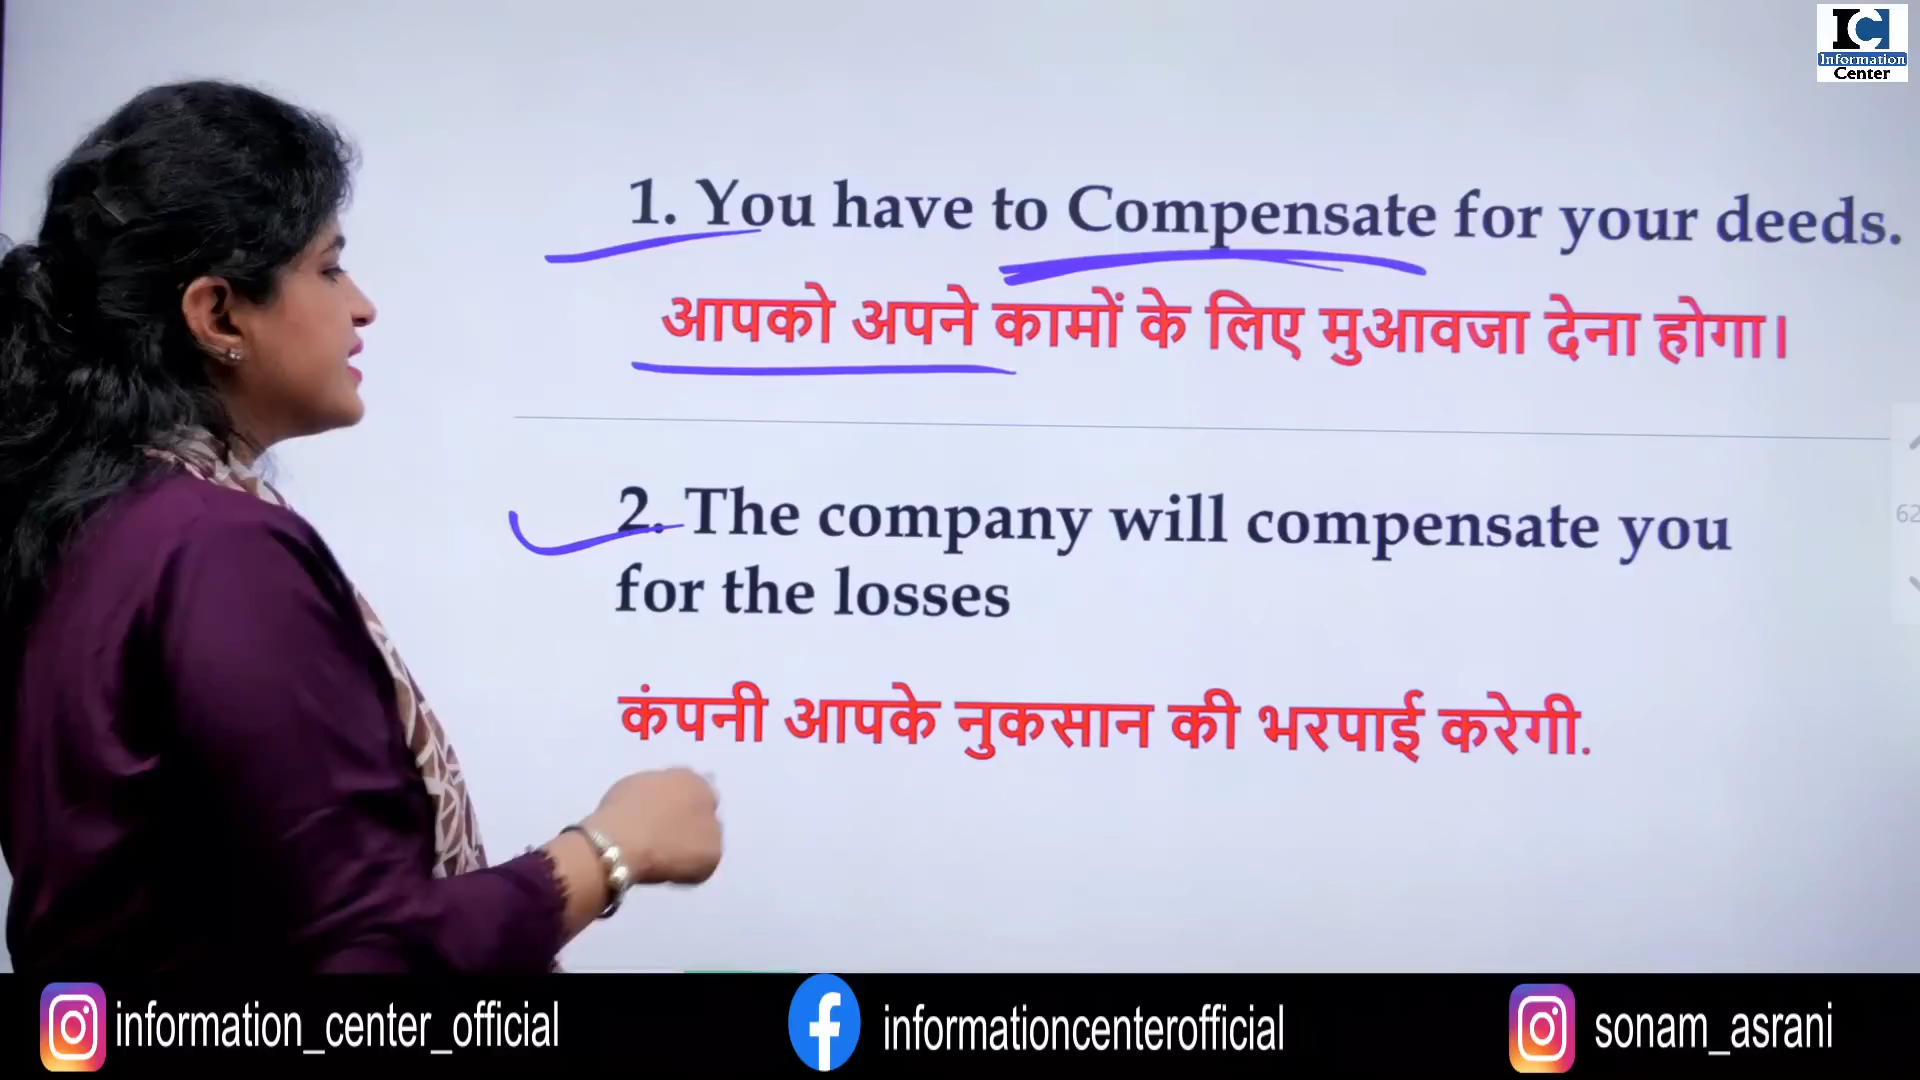 IC
Information
Center
1. You have to Compensate for your deeds.
आपको अपने कामों के लिए मुआवजा देना होगा।
2. The company will compensate you
for the losses
कंपनी आपके नुकसान की भरपाई करेगी.
62
information_center_official
informationcenterofficial
sonam_asrani